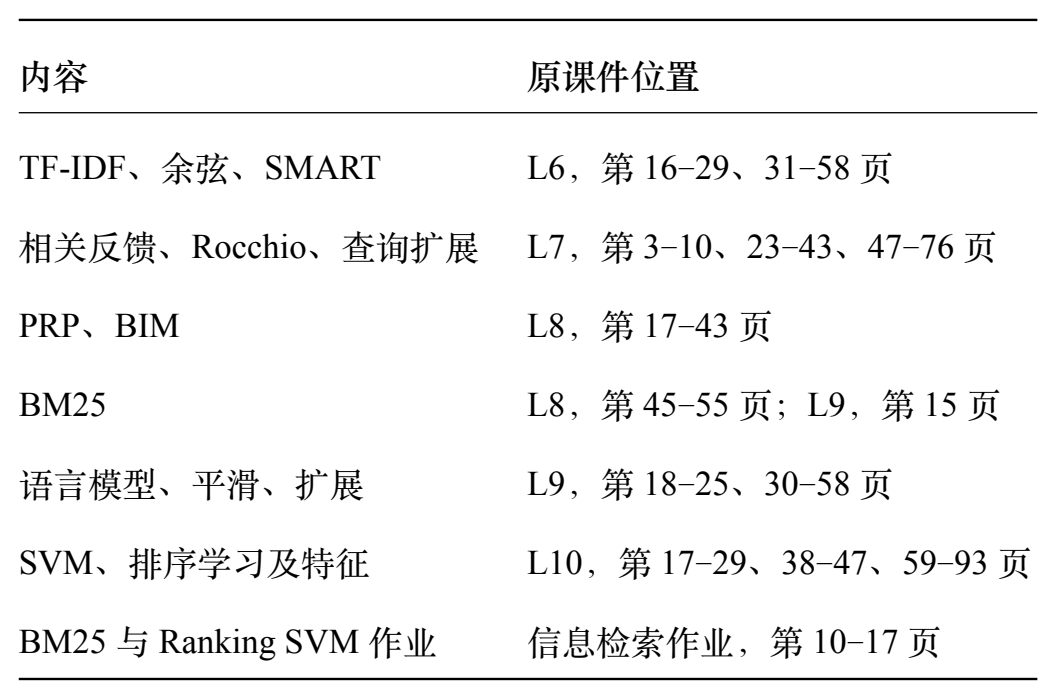 内容 原课件位置
TF-IDF、余弦、SMART L6，第 16–29、31–58 页
相关反馈、Rocchio、查询扩展 L7，第 3–10、23–43、47–76 页
PRP、BIM L8，第 17–43 页
BM25 L8，第 45–55 页；L9，第 15 页
语言模型、平滑、扩展 L9，第 18–25、30–58 页
SVM、排序学习及特征 L10，第 17–29、38–47、59–93 页
BM25 与 Ranking SVM 作业 信息检索作业，第 10–17 页